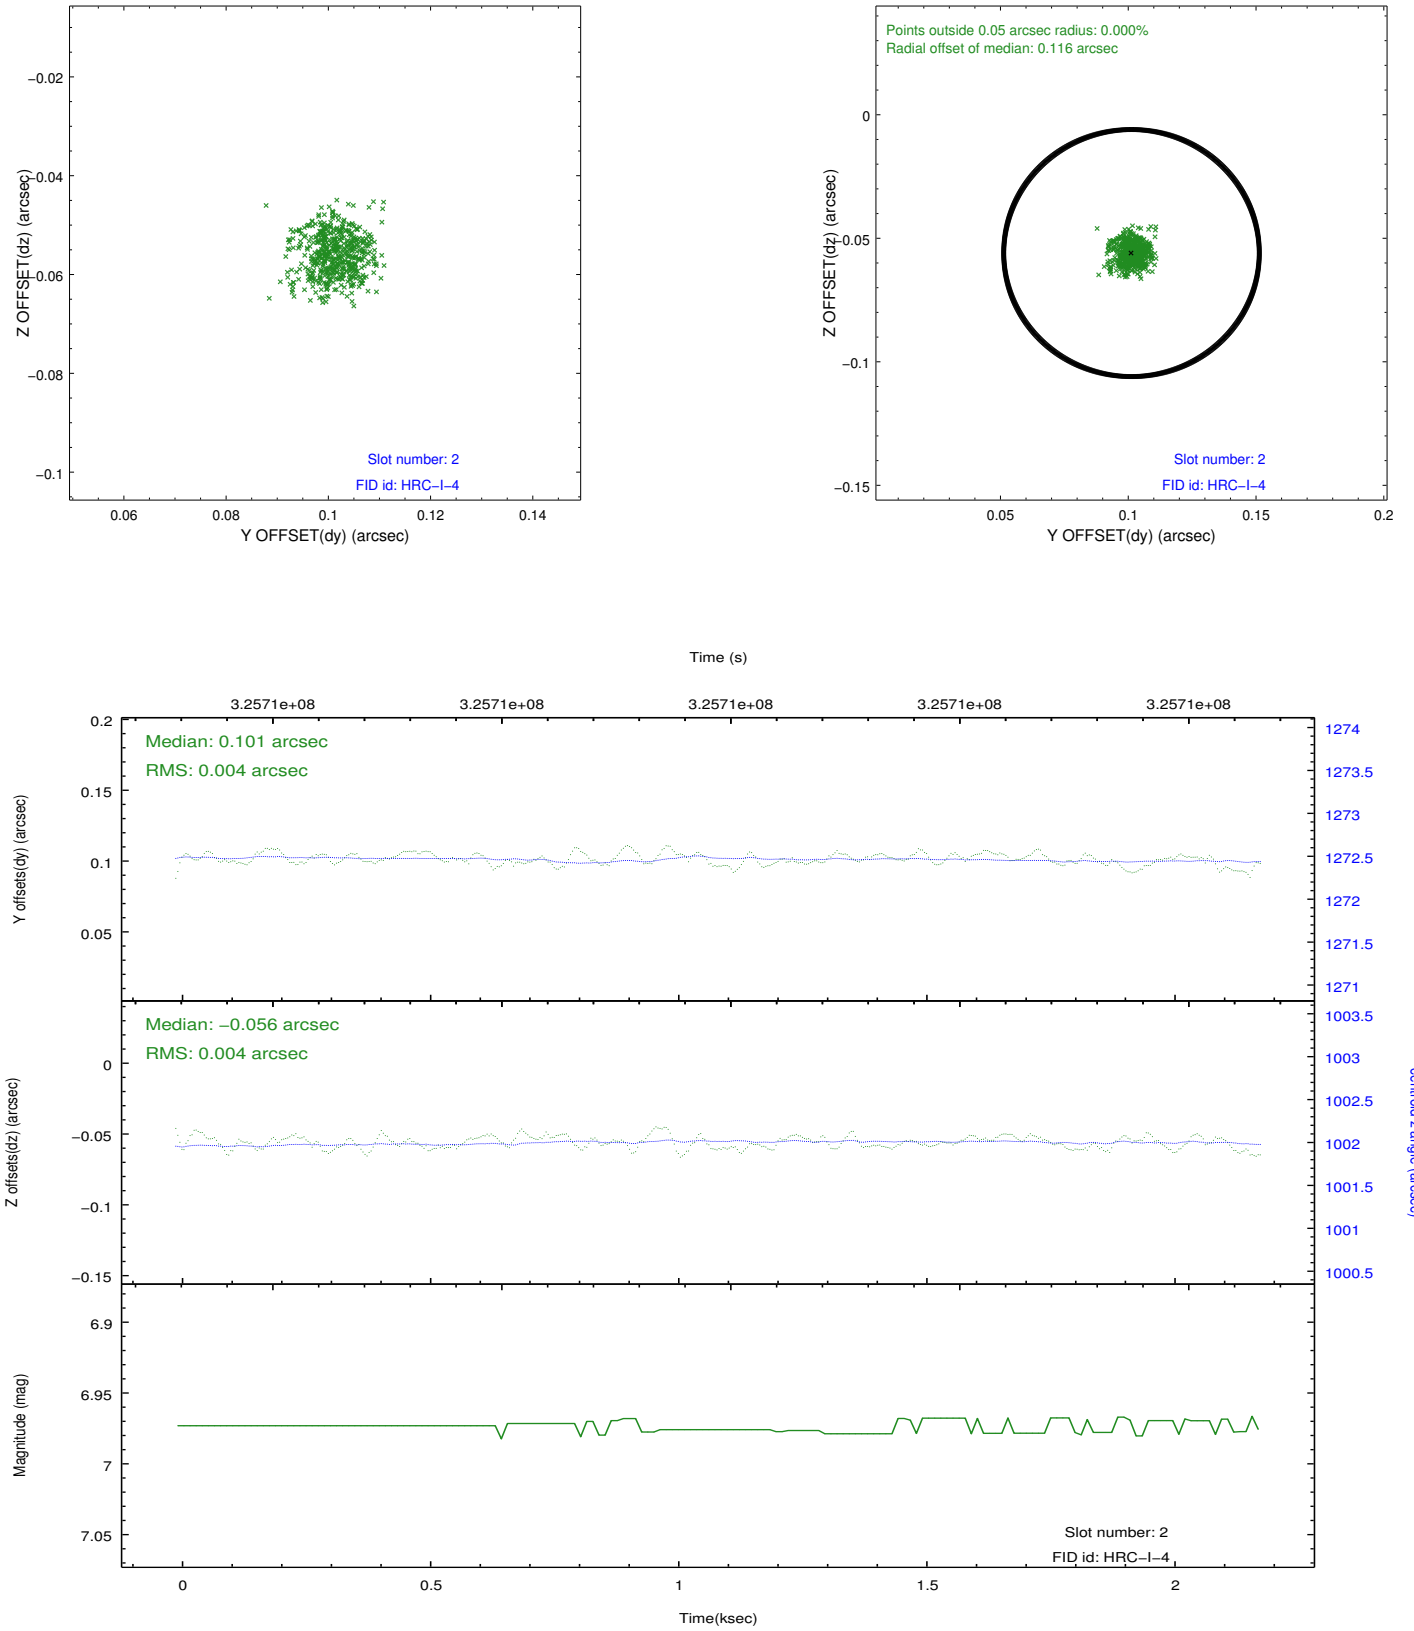 −0.02
−0.04
−0.06
−0.08
−0.1
Z OFFSET(dz) (arcsec)
Slot number: 2
FID id: HRC−I−4
0.06 0.08 0.1 0.12 0.14
Y OFFSET(dy) (arcsec)
Points outside 0.05 arcsec radius: 0.000%
Radial offset of median: 0.116 arcsec
0
−0.05
−0.1
−0.15
Z OFFSET(dz) (arcsec)
Slot number: 2
FID id: HRC−I−4
0.05 0.1 0.15 0.2
Y OFFSET(dy) (arcsec)
Time (s)
3.2571e+08 3.2571e+08 3.2571e+08 3.2571e+08 3.2571e+08
Median: 0.101 arcsec
RMS: 0.004 arcsec
0.2
0.15
0.1
0.05
Y offsets(dy) (arcsec)
1274
1273.5
1273
1272.5
1272
1271.5
1271
Median: −0.056 arcsec
RMS: 0.004 arcsec
0
−0.05
−0.1
−0.15
Z offsets(dz) (arcsec)
1003.5
1003
1002.5
1002
1001.5
1001
1000.5
centroid z angle (arcsec)
6.9
6.95
7
7.05
Magnitude (mag)
Slot number: 2
FID id: HRC−I−4
0 0.5 1 1.5 2
Time(ksec)